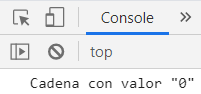 Console
top
Cadena con valor "0"